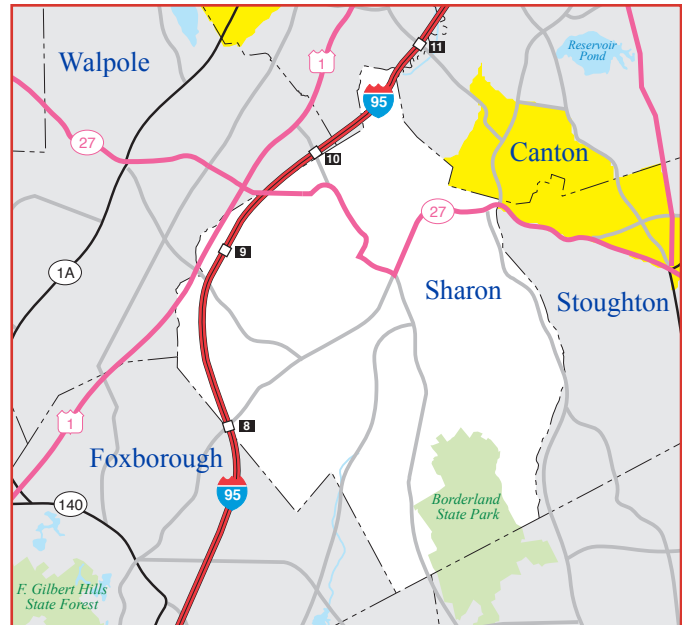 11
Reservoir
Pond
Walpole
1
95
27
10
Canton
27
9
1A
Sharon
Stoughton
1
8
Foxborough
95
140
Borderland
State Park
F. Gilbert Hills
State Forest